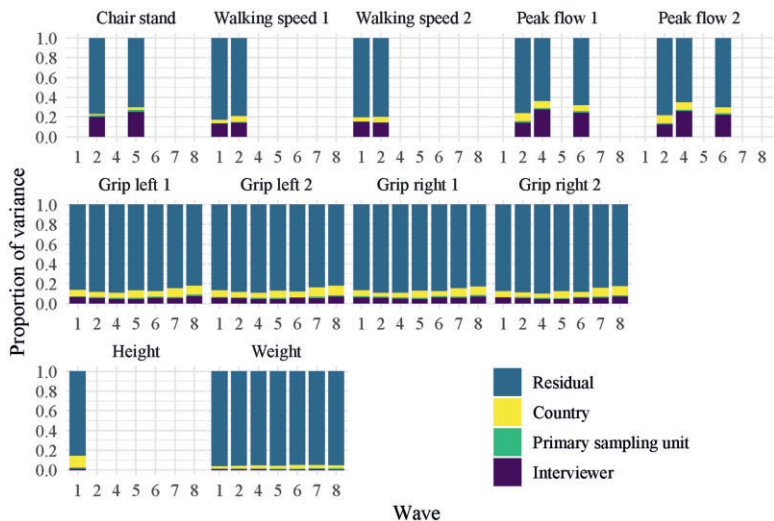 Chair stand Walking speed 1 Walking speed 2 Peak flow 1 Peak flow 2
1.0
0.8
0.6
0.4
0.2
0.0
1 2 4 5 6 7 8 1 2 4 5 6 7 8 1 2 4 5 6 7 8 1 2 4 5 6 7 8 1 2 4 5 6 7 8
Grip left 1 Grip left 2 Grip right 1 Grip right 2
1.0
0.8
0.6
0.4
0.2
0.0
1 2 4 5 6 7 8 1 2 4 5 6 7 8 1 2 4 5 6 7 8 1 2 4 5 6 7 8
Height Weight
1.0
0.8
0.6
0.4
0.2
0.0
1 2 4 5 6 7 8 1 2 4 5 6 7 8
Proportion of variance
Wave
Residual
Country
Primary sampling unit
Interviewer